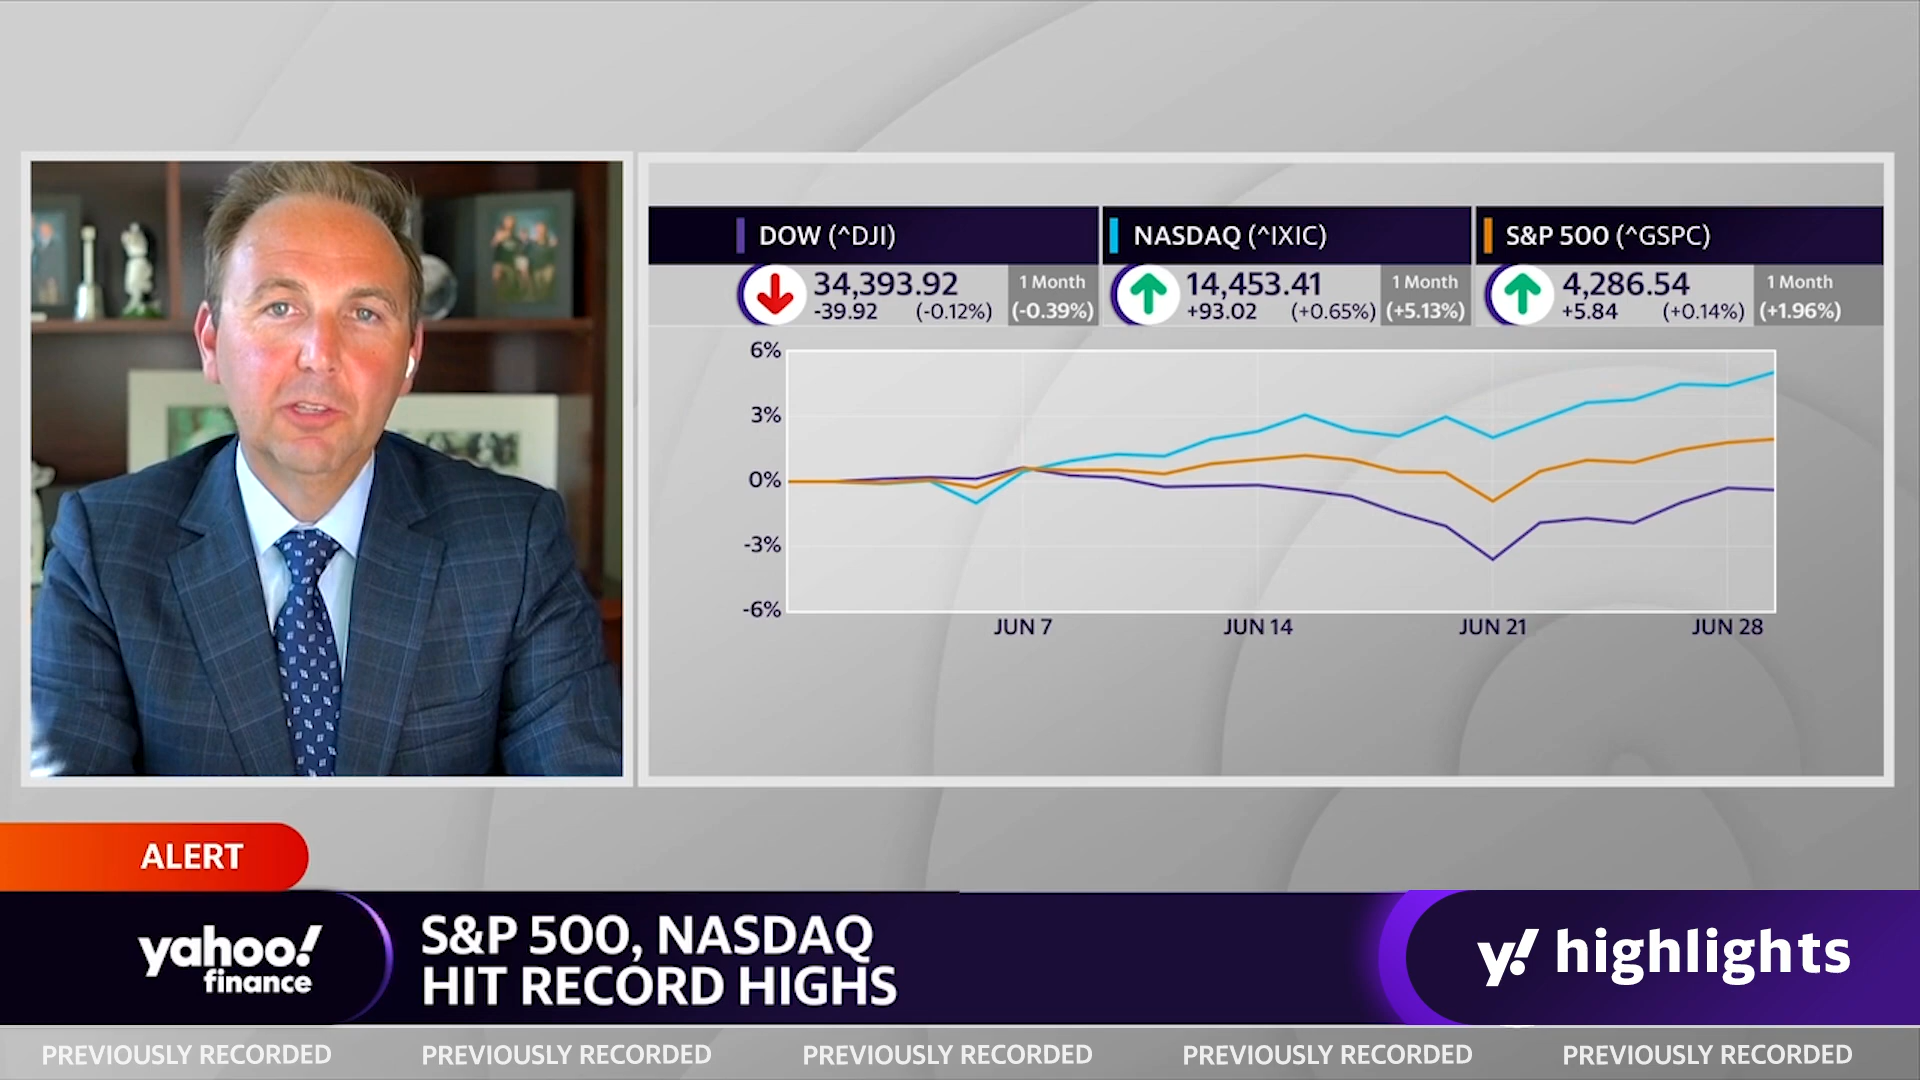 DOW (^DJI)
34,393.92
-39.92 (-0.12%)
1 Month
(-0.39%)
NASDAQ (^IXIC)
14,453.41
+93.02 (+0.65%)
1 Month
(+5.13%)
S&P 500 (^GSPC)
4,286.54
+5.84 (+0.14%)
1 Month
(+1.96%)
6%
3%
0%
-3%
-6%
JUN 7 JUN 14 JUN 21 JUN 28
ALERT
yahoo!
finance
S&P 500, NASDAQ
HIT RECORD HIGHS
y! highlights
PREVIOUSLY RECORDED PREVIOUSLY RECORDED PREVIOUSLY RECORDED PREVIOUSLY RECORDED PREVIOUSLY RECORDED